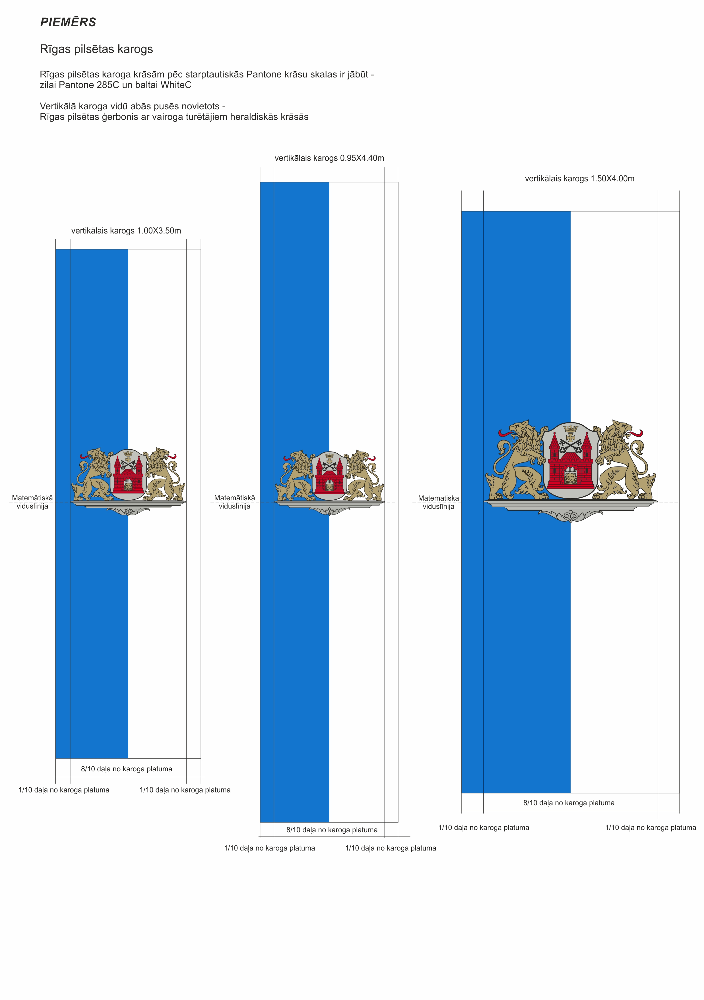 PIEMĒRS
Rīgas pilsētas karogs
Rīgas pilsētas karoga krāsām pēc starptautiskās Pantone krāsu skalas ir jābūt -
zilai Pantone 285C un baltai WhiteC
Vertikālā karoga vidū abās pusēs novietots -
Rīgas pilsētas ģerbonis ar vairoga turētājiem heraldiskās krāsās
vertikālais karogs 1.00X3.50m
Matemātiskā
viduslīnija
8/10 daļa no karoga platuma
1/10 daļa no karoga platuma
1/10 daļa no karoga platuma
vertikālais karogs 0.95X4.40m
Matemātiskā
viduslīnija
8/10 daļa no karoga platuma
1/10 daļa no karoga platuma
1/10 daļa no karoga platuma
vertikālais karogs 1.50X4.00m
Matemātiskā
viduslīnija
8/10 daļa no karoga platuma
1/10 daļa no karoga platuma
1/10 daļa no karoga platuma